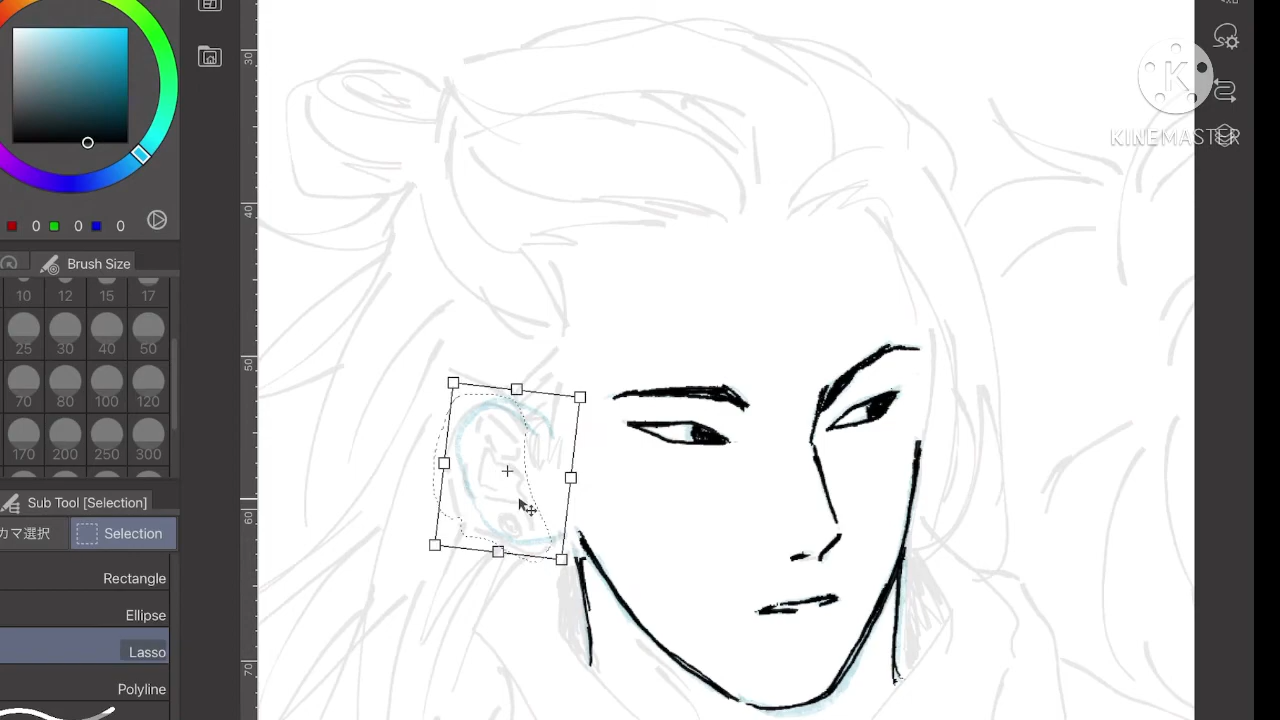 30
40
50
60
70
K
KINEMASTER
0 0 0
Brush Size
10 12 15 17
25 30 40 50
70 80 100 120
170 200 250 300
Sub Tool [Selection]
カマ選択 Selection
Rectangle
Ellipse
Lasso
Polyline